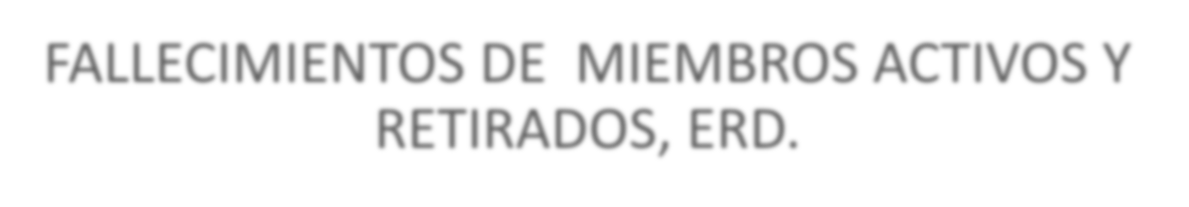 FALLECIMIENTOS DE  MIEMBROS ACTIVOS Y
RETIRADOS, ERD.